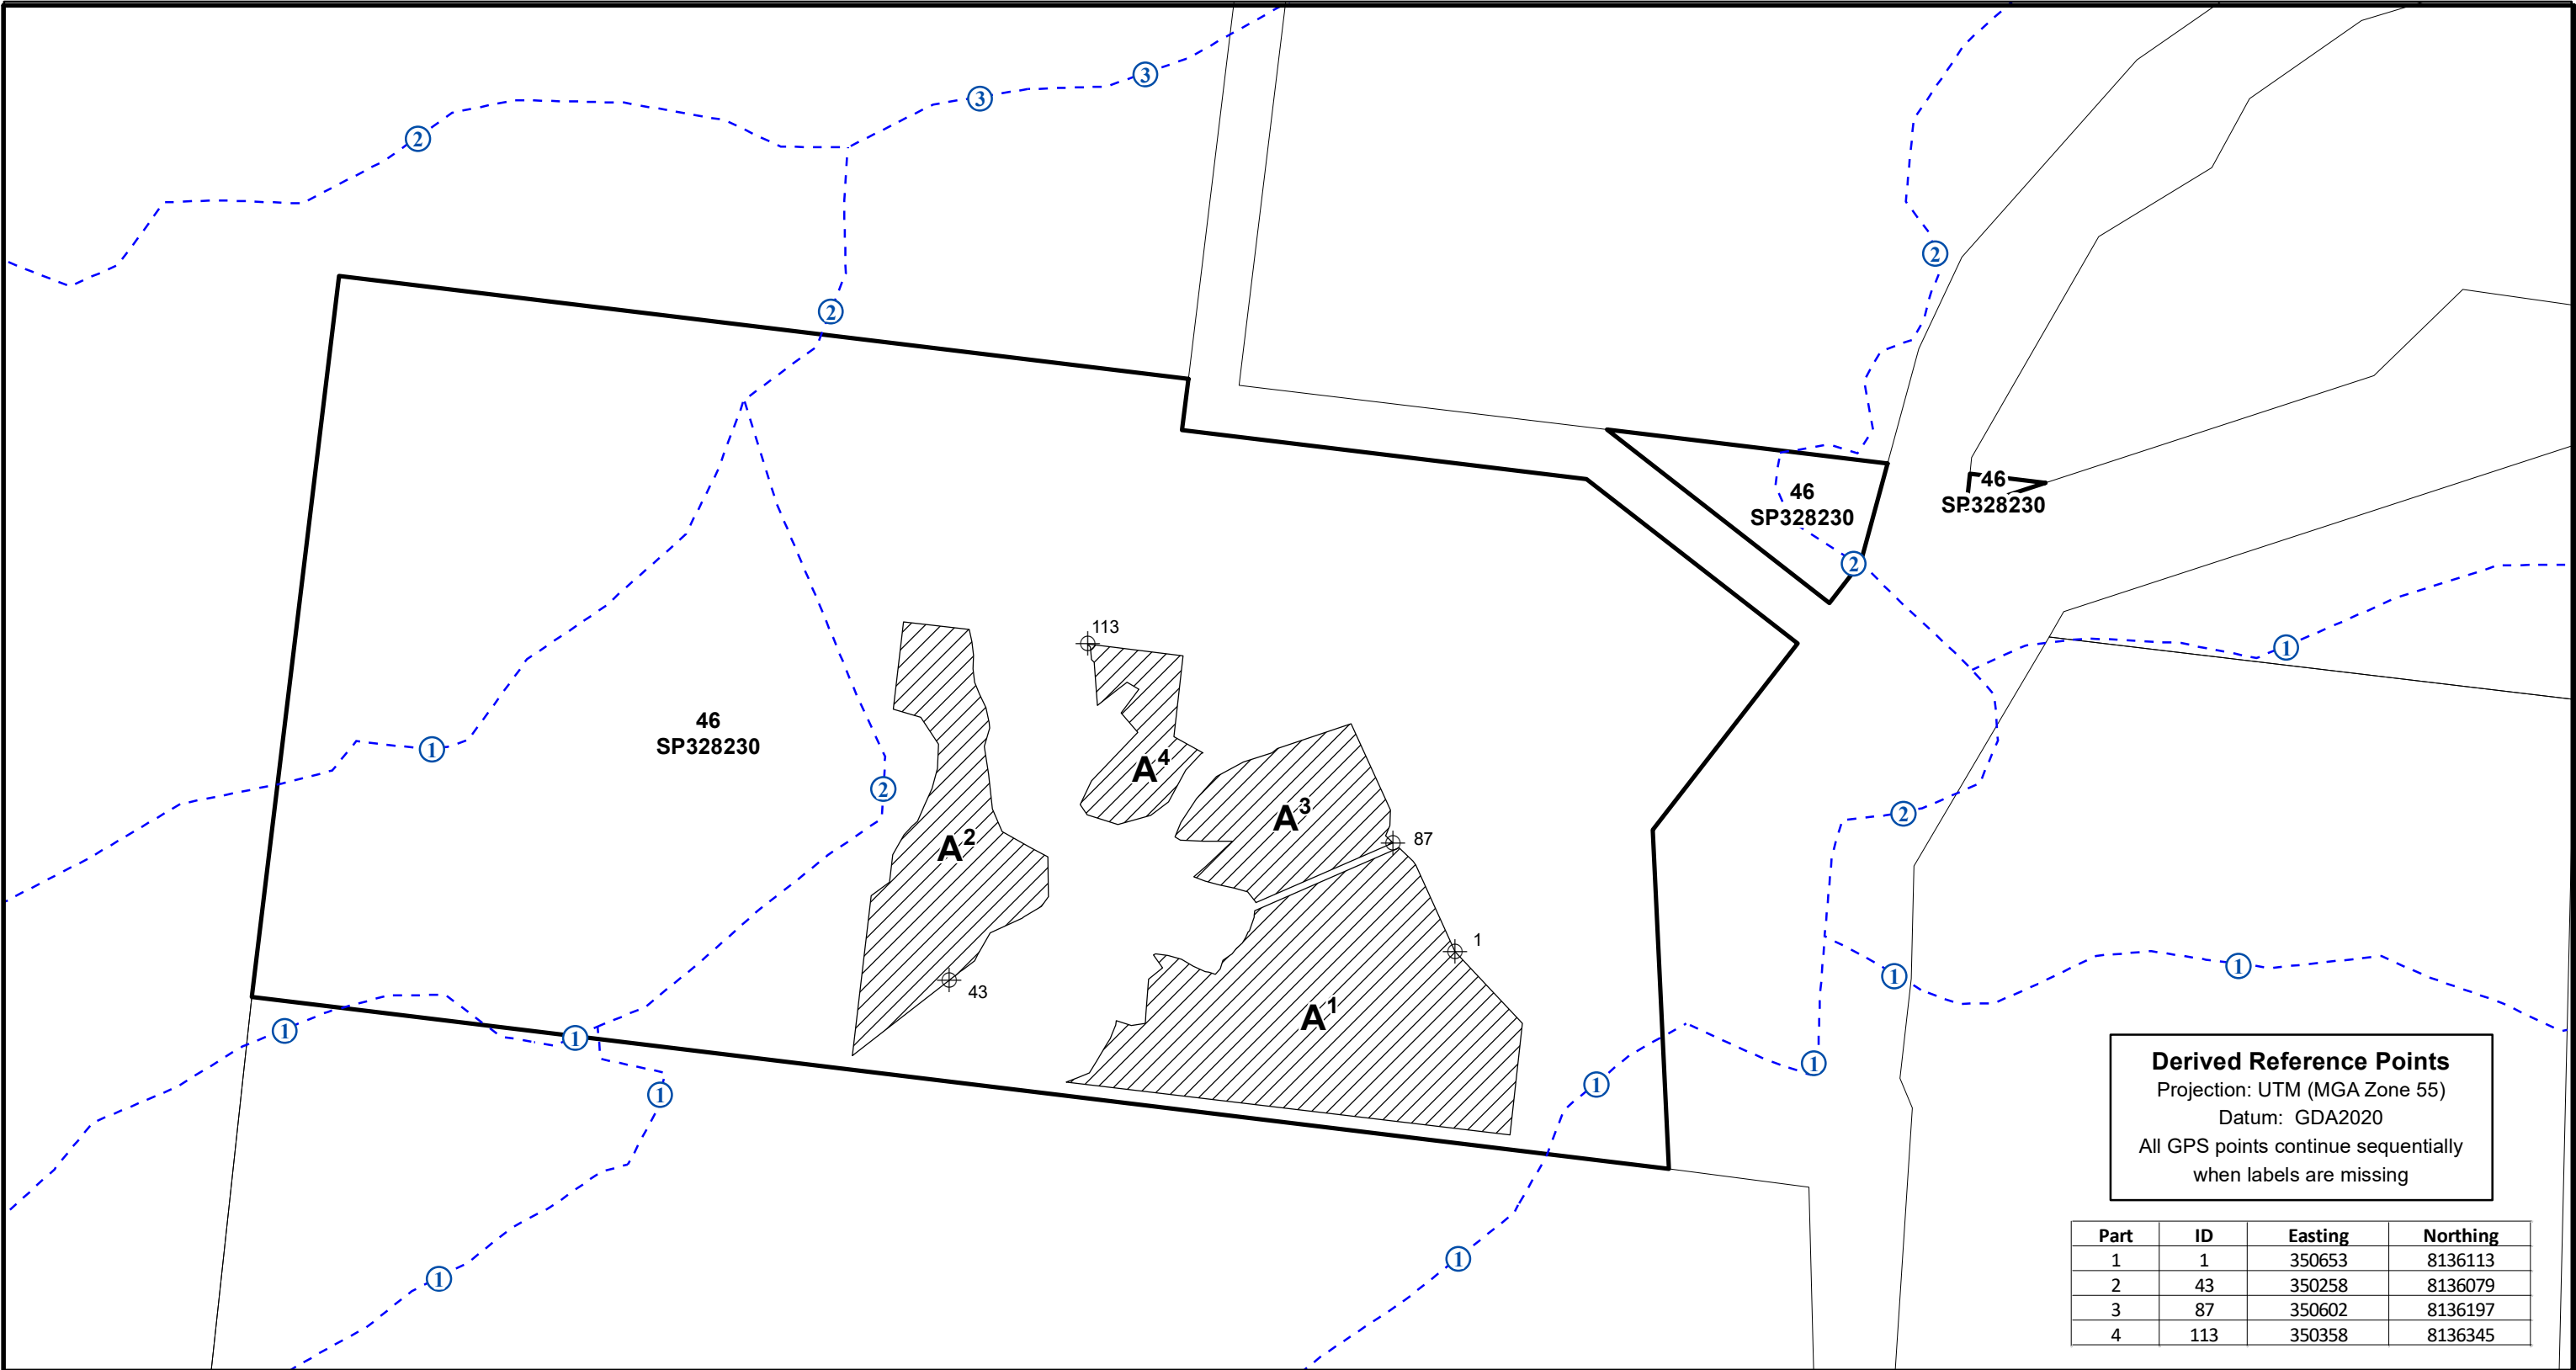 3
3
2
2
2
46
SP328230
46
SP328230
2
113
1
46
SP328230
1
A4
2
A3
2
87
A2
1
1
1
43
A1
1
1
1
1
1
1
1
Derived Reference Points
Projection: UTM (MGA Zone 55)
Datum: GDA2020
All GPS points continue sequentially
when labels are missing
Part ID Easting Northing
1 1 350653 8136113
2 43 350258 8136079
3 87 350602 8136197
4 113 350358 8136345